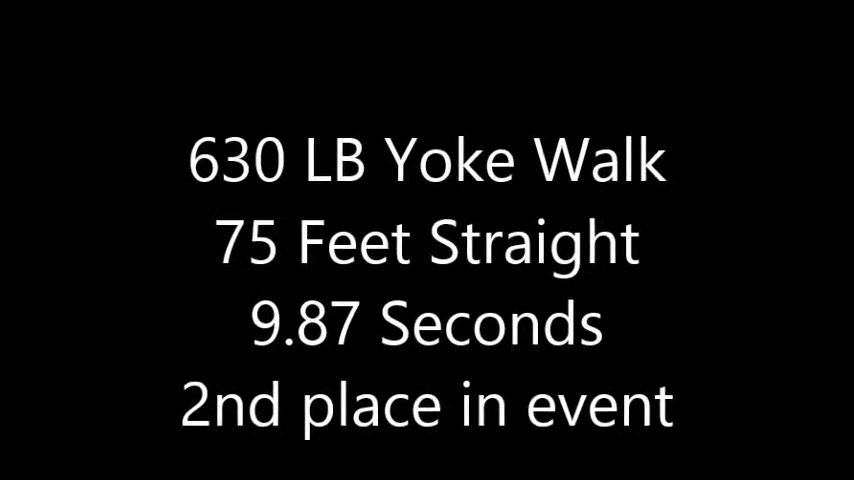 630 LB Yoke Walk
75 Feet Straight
9.87 Seconds
2nd place in event